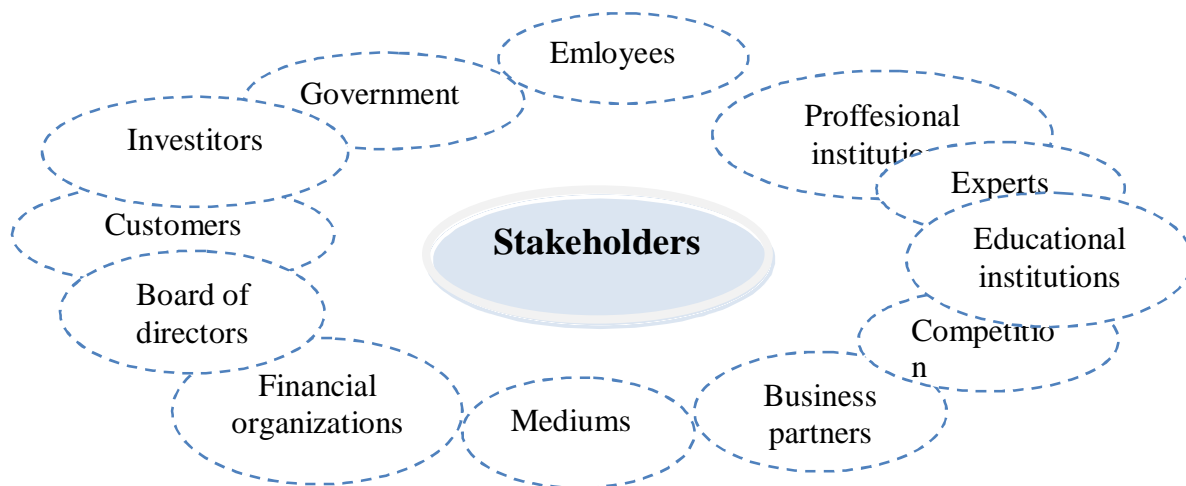 Emloyees
Government
Proffesional
Investitors
Experts
Customers
Stakeholders
Educational
institutions
Board of
directors
Competitio
n
Financial
organizations
Mediums
Business
partners